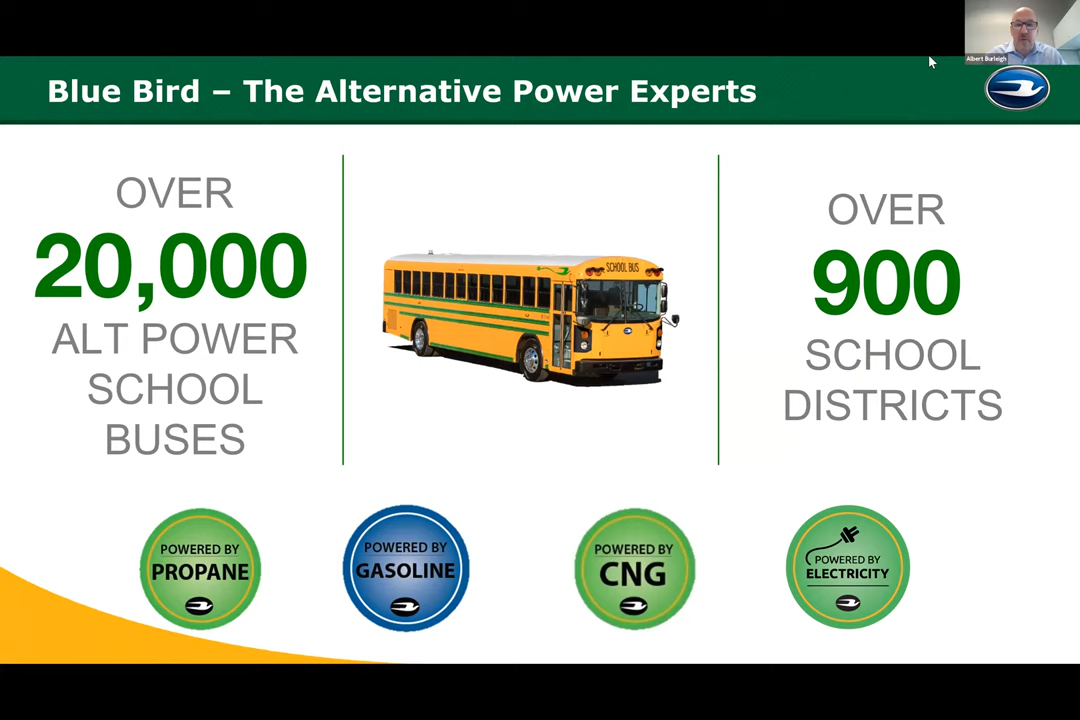 Albert Burleigh
Blue Bird – The Alternative Power Experts
OVER
20,000
ALT POWER
SCHOOL
BUSES
SCHOOL BUS
OVER
900
SCHOOL
DISTRICTS
POWERED BY
PROPANE
POWERED BY
GASOLINE
POWERED BY
CNG
POWERED BY
ELECTRICITY